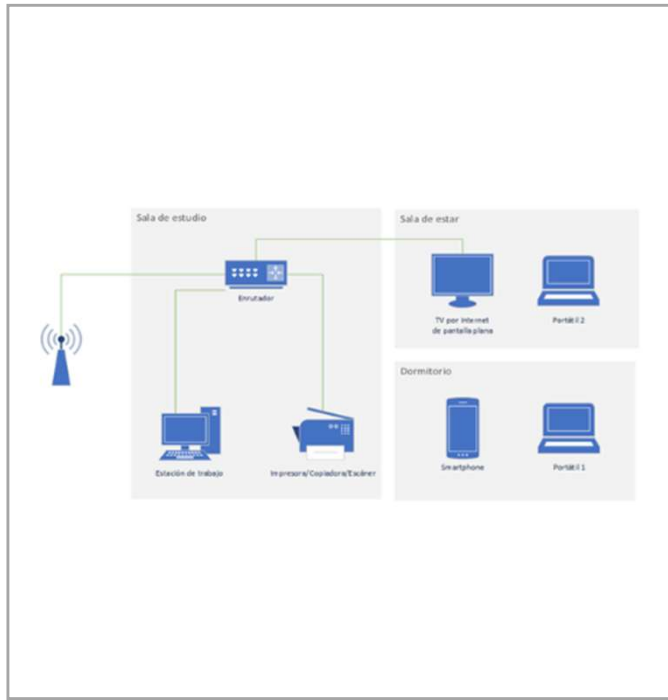 Sala de estudio
Sala de estar
Enrutador
TV por Internet
de pantalla plana
Portátil 2
Dormitorio
Estación de trabajo
Impresora/Copiadora/Escáner
Smartphone
Portátil 1